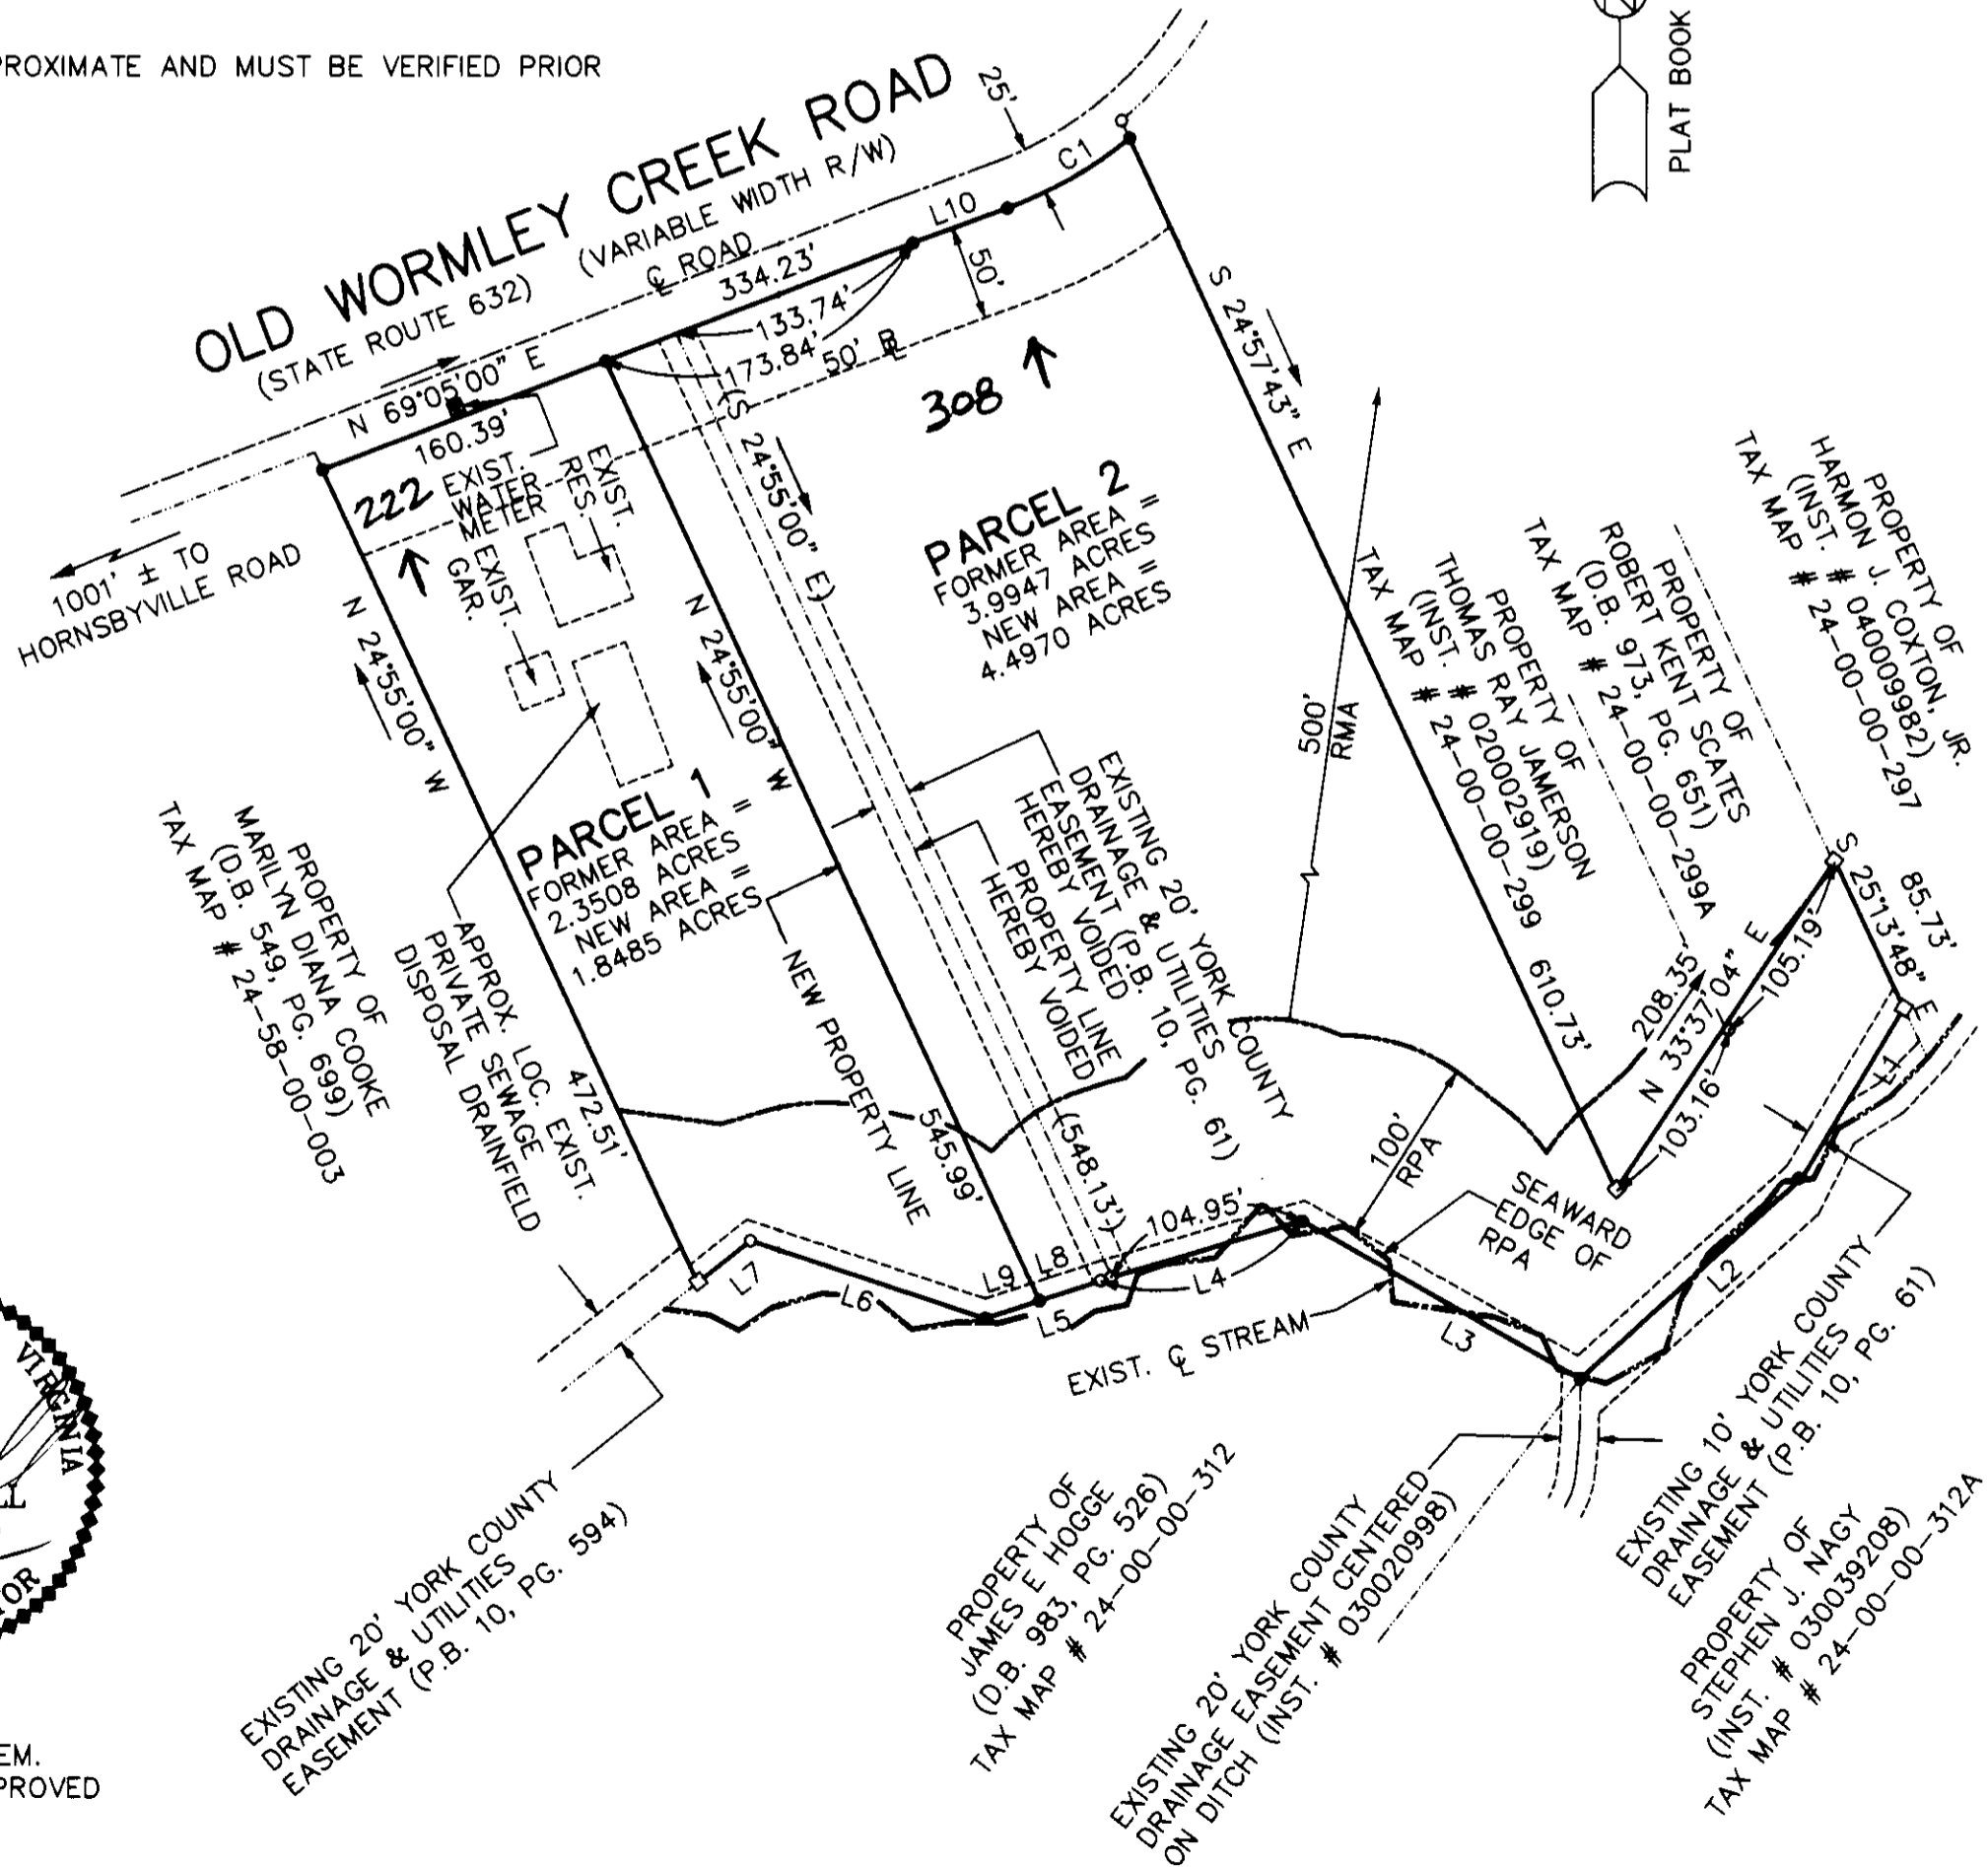 PROXIMATE AND MUST BE VERIFIED PRIOR
PLAT BOOK
OLD WORMLEY CREEK ROAD
(STATE ROUTE 632)
(VARIABLE WIDTH R/W)
℄ ROAD
25'
C1
L10
50'
334.23'
133.74'
173.84'
50' BL
N 69°05'00" E
160.39'
222
EXIST.
WATER
METER
EXIST.
RES.
EXIST.
GAR.
308
1001' ± TO
HORNSBYVILLE ROAD
N 24°55'00" W
472.51'
N 24°55'00" W
545.99'
(S 24°55'00" E)
(548.13')
S 24°57'43" E
610.73'
PARCEL 2
FORMER AREA =
3.9947 ACRES
NEW AREA =
4.4970 ACRES
PARCEL 1
FORMER AREA =
2.3508 ACRES
NEW AREA =
1.8485 ACRES
500'
RMA
PROPERTY OF
HARMON J. COXTON, JR.
(INST. # 040009982)
TAX MAP # 24-00-00-297
PROPERTY OF
ROBERT KENT SCATES
(D.B. 973, PG. 651)
TAX MAP # 24-00-00-299A
PROPERTY OF
THOMAS RAY JAMERSON
(INST. # 020002919)
TAX MAP # 24-00-00-299
PROPERTY OF
MARILYN DIANA COOKE
(D.B. 549, PG. 699)
TAX MAP # 24-58-00-003
APPROX. LOC. EXIST.
PRIVATE SEWAGE
DISPOSAL DRAINFIELD
NEW PROPERTY LINE
EXISTING 20' YORK COUNTY
DRAINAGE & UTILITIES
EASEMENT (P.B. 10, PG. 61)
HEREBY VOIDED
PROPERTY LINE
HEREBY VOIDED
S 25°13'48" E
85.73'
208.35'
N 33°37'04" E
105.19'
103.16'
L1
L2
L3
L4
L5
L6
L7
L8
L9
104.95'
100'
RPA
SEAWARD
EDGE OF
RPA
EXIST. ℄ STREAM
EXISTING 20' YORK COUNTY
DRAINAGE & UTILITIES
EASEMENT (P.B. 10, PG. 594)
PROPERTY OF
JAMES E HOGGE
(D.B. 983, PG. 526)
TAX MAP # 24-00-00-312
EXISTING 20' YORK COUNTY
DRAINAGE EASEMENT CENTERED
ON DITCH (INST. # 030020998)
EXISTING 10' YORK COUNTY
DRAINAGE & UTILITIES
EASEMENT (P.B. 10, PG. 61)
PROPERTY OF
STEPHEN J. NAGY
(INST. # 030039208)
TAX MAP # 24-00-00-312A
VIRGINIA
OR
EM.
PROVED